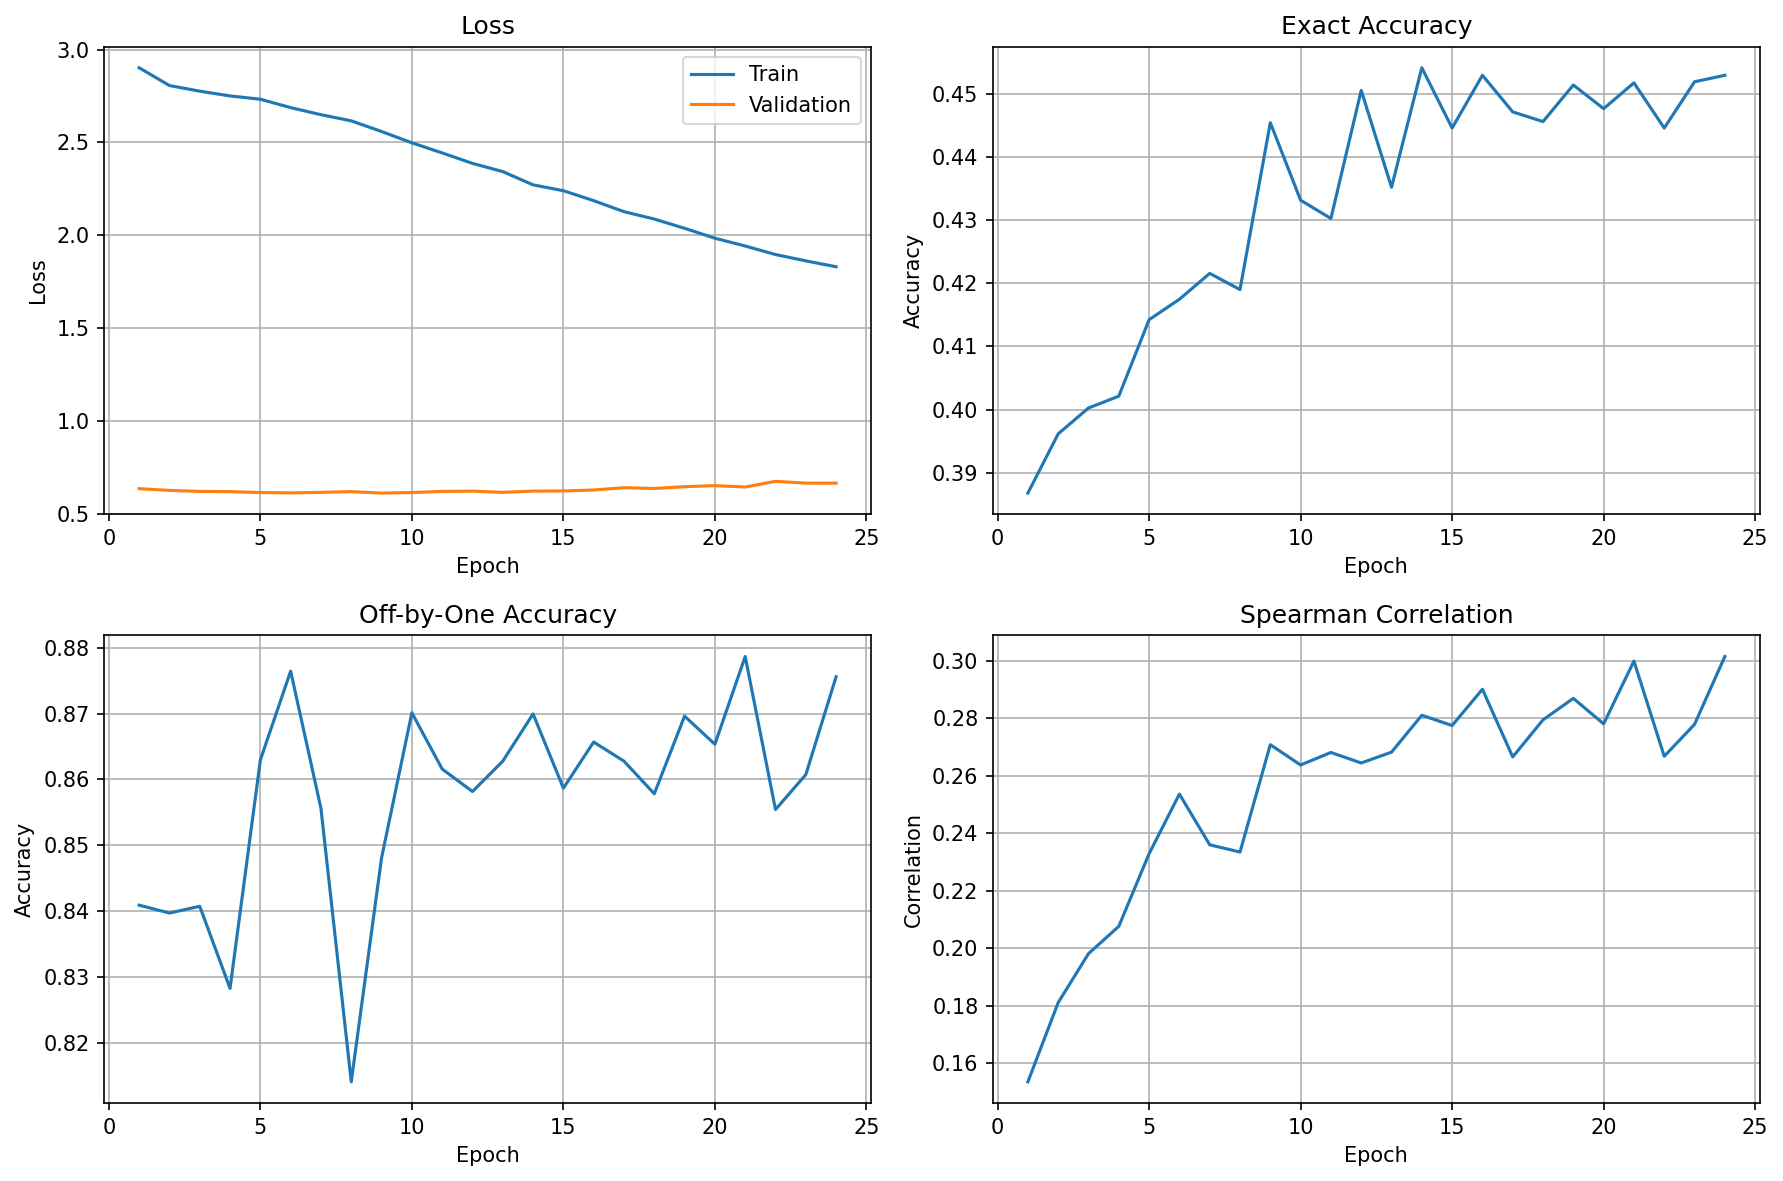 Loss
3.0
2.5
2.0
1.5
1.0
0.5
Loss
Train
Validation
0 5 10 15 20 25
Epoch
Exact Accuracy
0.45
0.44
0.43
0.42
0.41
0.40
0.39
Accuracy
0 5 10 15 20 25
Epoch
Off-by-One Accuracy
0.88
0.87
0.86
0.85
0.84
0.83
0.82
Accuracy
0 5 10 15 20 25
Epoch
Spearman Correlation
0.30
0.28
0.26
0.24
0.22
0.20
0.18
0.16
Correlation
0 5 10 15 20 25
Epoch